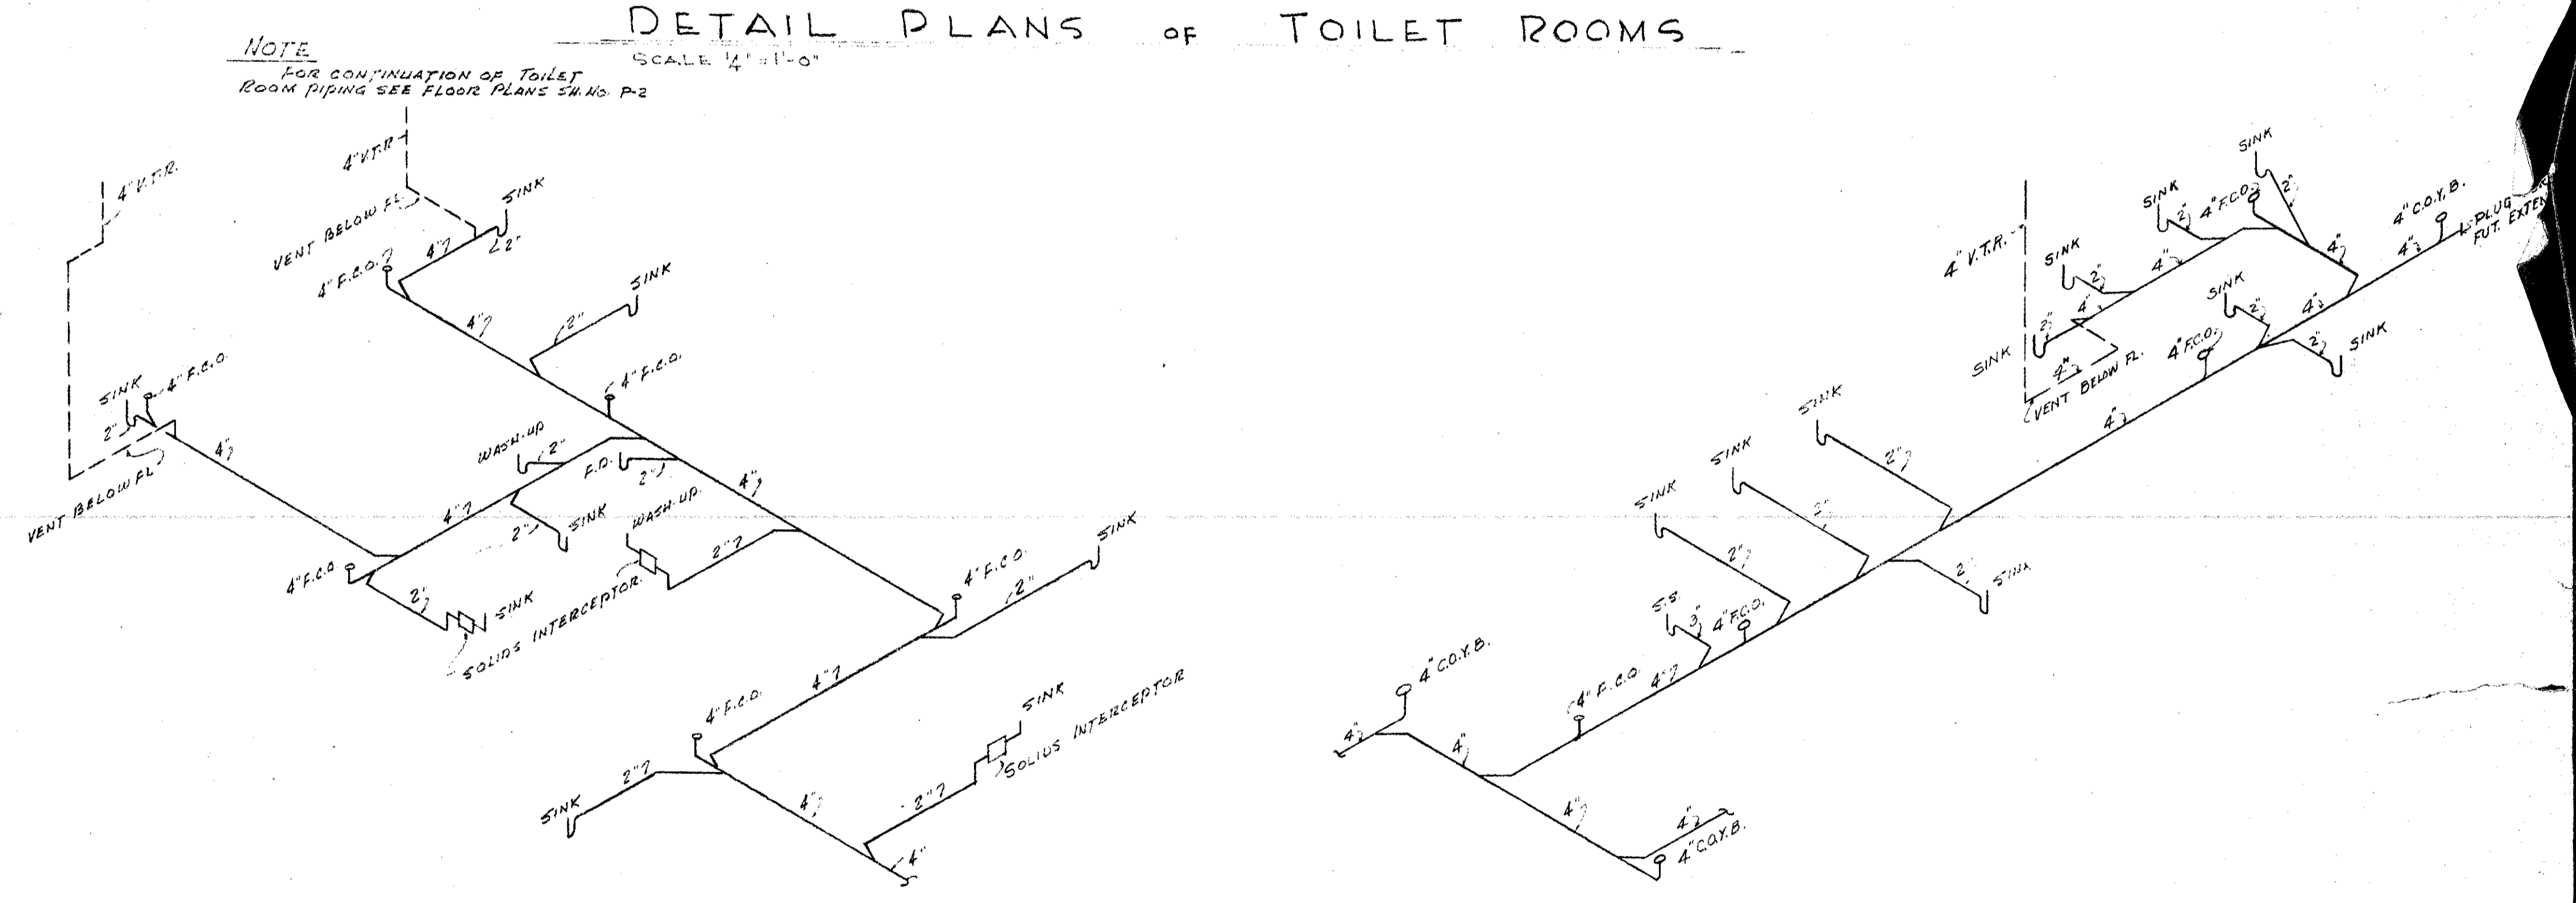 DETAIL PLANS OF TOILET ROOMS
SCALE 1/4" = 1'-0"
NOTE
FOR CONTINUATION OF TOILET
ROOM PIPING SEE FLOOR PLANS SH. NO. P-2
4" V.T.R.
4" V.T.R.
VENT BELOW FL.
SINK
2"
4"
4" F.C.O.
4"
2"
SINK
4" F.C.O.
SINK
4" F.C.O.
2"
4"
VENT BELOW FL
WASH-UP
2"
F.D.
2"
4"
4"
2"
SINK
WASH-UP.
2"
SINK
4" F.C.O.
2"
SINK
SOLIDS INTERCEPTOR
4" F.C.O.
2"
4"
4" F.C.O.
SINK
SOLIDS INTERCEPTOR
2"
SINK
4"
2"
4"
SINK
SINK
2"
4" F.C.O.
2"
4" C.O.Y.B.
PLUG
FUT. EXTEN
4"
4"
4" V.T.R.
SINK
2"
4"
4"
2"
SINK
4"
VENT BELOW FL.
SINK
2"
4"
4" F.C.O.
2"
SINK
4"
SINK
2"
SINK
2"
SINK
2"
2"
SINK
S.S.
3"
4" F.C.O.
4"
4" F.C.O.
4" C.O.Y.B.
4"
4"
4"
4"
4" C.O.Y.B.